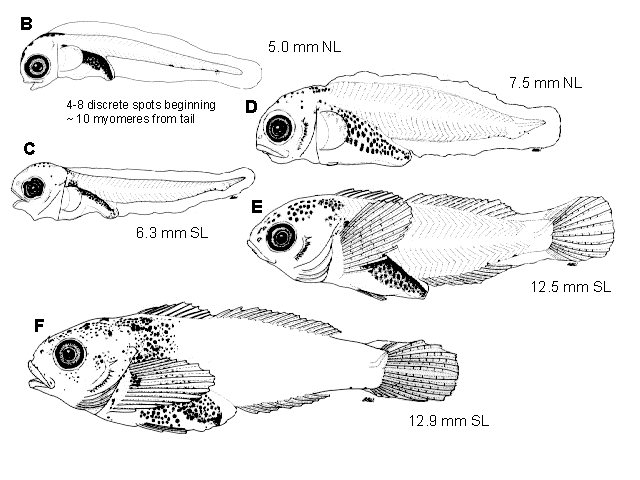 B
5.0 mm NL
4-8 discrete spots beginning
~ 10 myomeres from tail
D
7.5 mm NL
C
6.3 mm SL
E
12.5 mm SL
F
12.9 mm SL